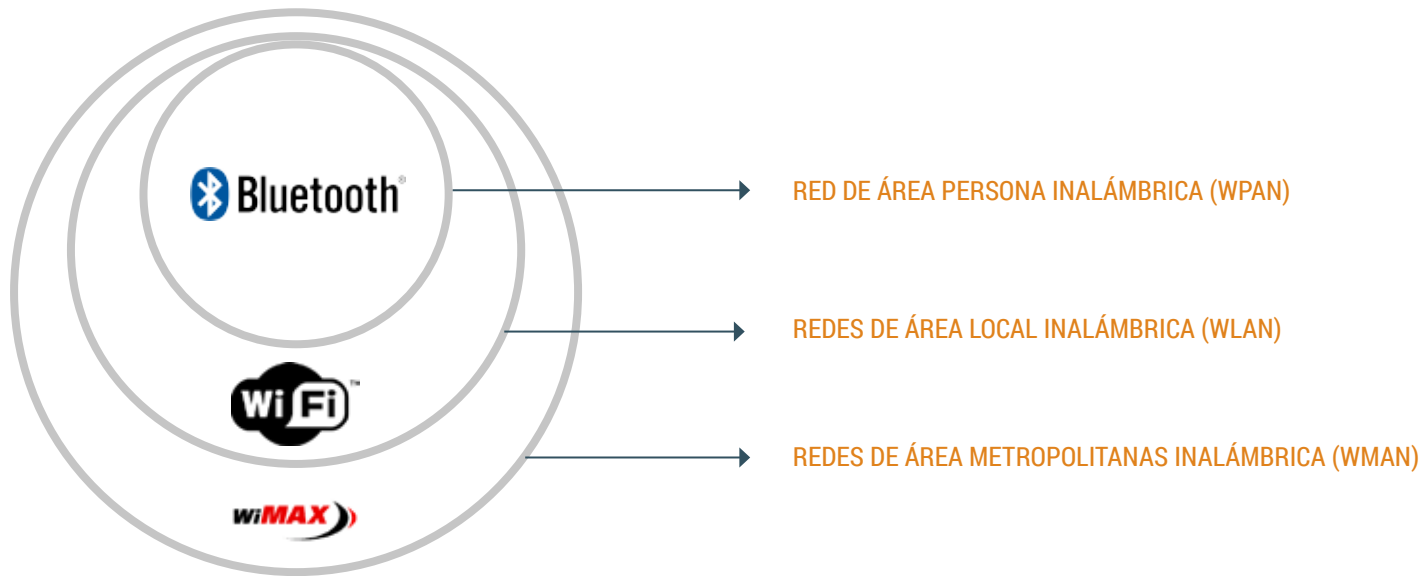 Bluetooth®
RED DE ÁREA PERSONA INALÁMBRICA (WPAN)
REDES DE ÁREA LOCAL INALÁMBRICA (WLAN)
Wi Fi™
REDES DE ÁREA METROPOLITANAS INALÁMBRICA (WMAN)
WiMAX